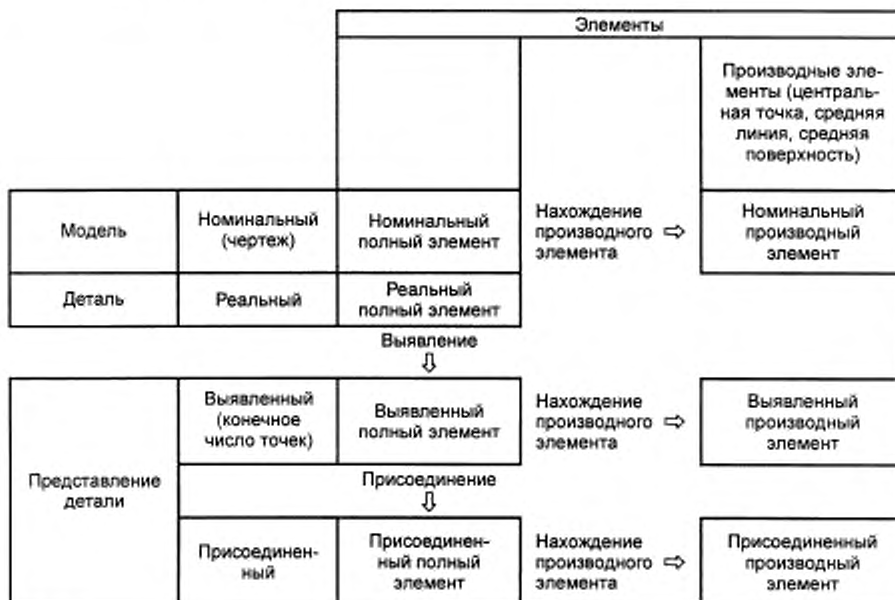 Элементы
Производные эле-
менты (централь-
ная точка, средняя
линия, средняя
поверхность)
Модель
Номинальный
(чертеж)
Номинальный
полный элемент
Нахождение
производного
элемента
Номинальный
производный
элемент
Деталь
Реальный
Реальный
полный элемент
Выявление
Представление
детали
Выявленный
(конечное
число точек)
Выявленный
полный элемент
Нахождение
производного
элемента
Выявленный
производный
элемент
Присоединение
Присоединен-
ный
Присоединен-
ный полный
элемент
Нахождение
производного
элемента
Присоединенный
производный
элемент